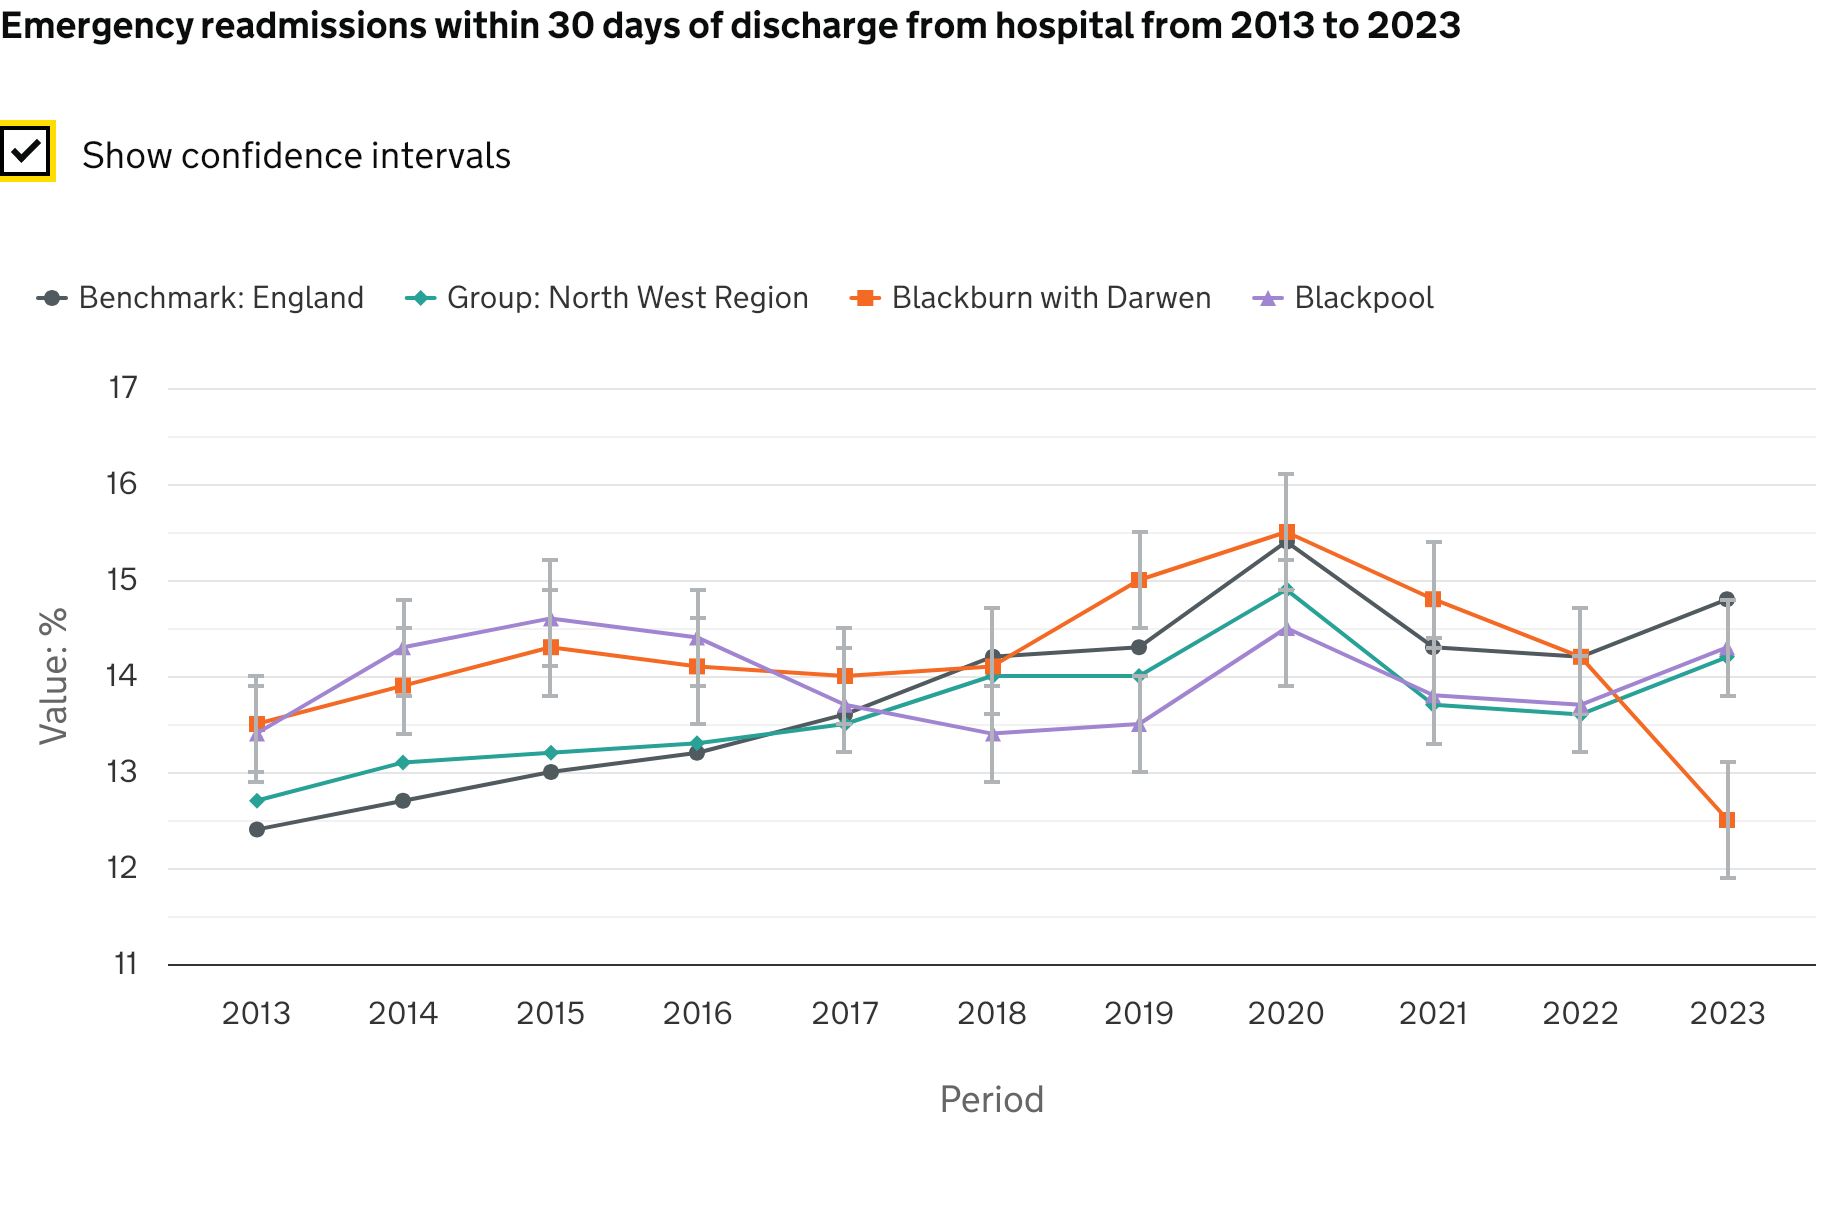 Emergency readmissions within 30 days of discharge from hospital from 2013 to 2023
Show confidence intervals
Benchmark: England Group: North West Region Blackburn with Darwen Blackpool
17
16
15
14
13
12
11
Value: %
2013 2014 2015 2016 2017 2018 2019 2020 2021 2022 2023
Period